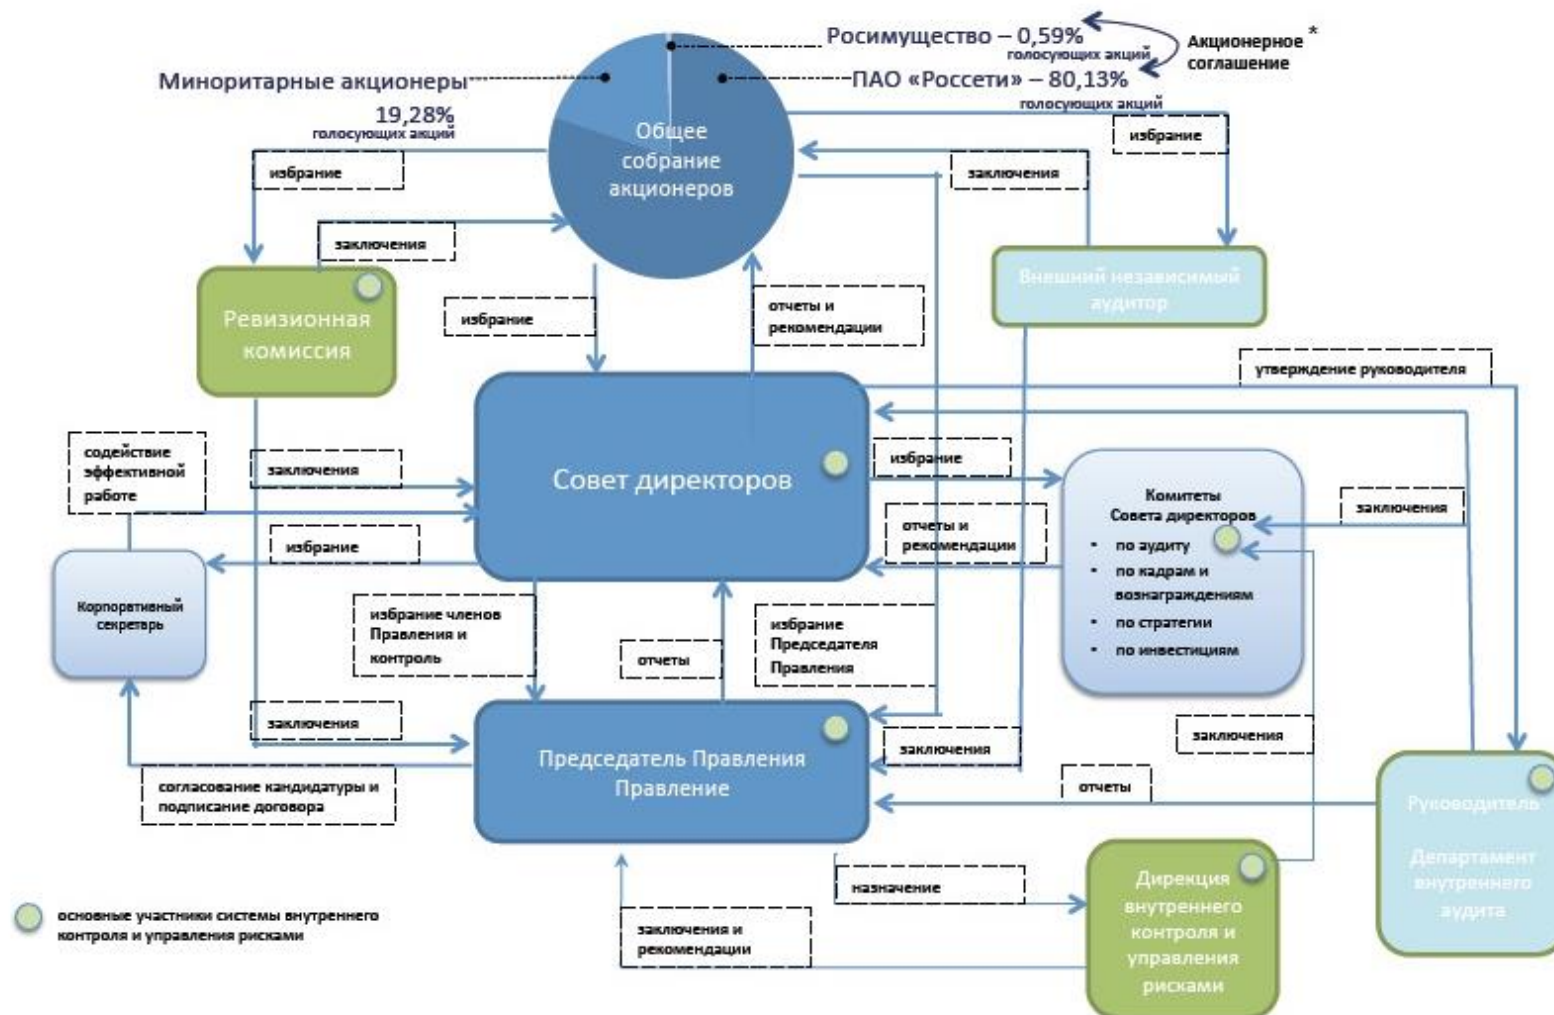 Росимущество – 0,59%
голосующих акций
Акционерное *
соглашение
Миноритарные акционеры
19,28%
голосующих акций
ПАО «Россети» – 80,13%
голосующих акций
Общее
собрание
акционеров
избрание
избрание
заключения
заключения
Ревизионная
комиссия
избрание
отчеты и
рекомендации
Внешний независимый
аудитор
утверждение руководителя
содействие
эффективной
работе
заключения
Совет директоров
избрание
Комитеты
Совета директоров
• по аудиту
• по кадрам и
вознаграждениям
• по стратегии
• по инвестициям
заключения
избрание
отчеты и
рекомендации
Корпоративный
секретарь
избрание членов
Правления и
контроль
отчеты
избрание
Председателя
Правления
заключения
заключения
заключения
Председатель Правления
Правление
согласование кандидатуры и
подписание договора
отчеты
Руководитель
Департамент
внутреннего
аудита
назначение
Дирекция
внутреннего
контроля и
управления
рисками
заключения и
рекомендации
основные участники системы внутреннего
контроля и управления рисками